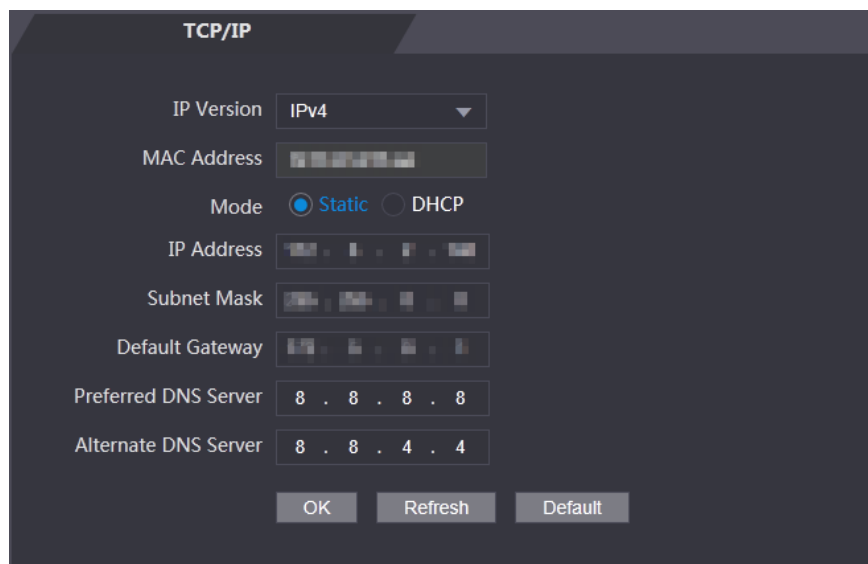 TCP/IP
IP Version IPv4
MAC Address
Mode Static DHCP
IP Address
Subnet Mask
Default Gateway
Preferred DNS Server 8 . 8 . 8 . 8
Alternate DNS Server 8 . 8 . 4 . 4
OK Refresh Default